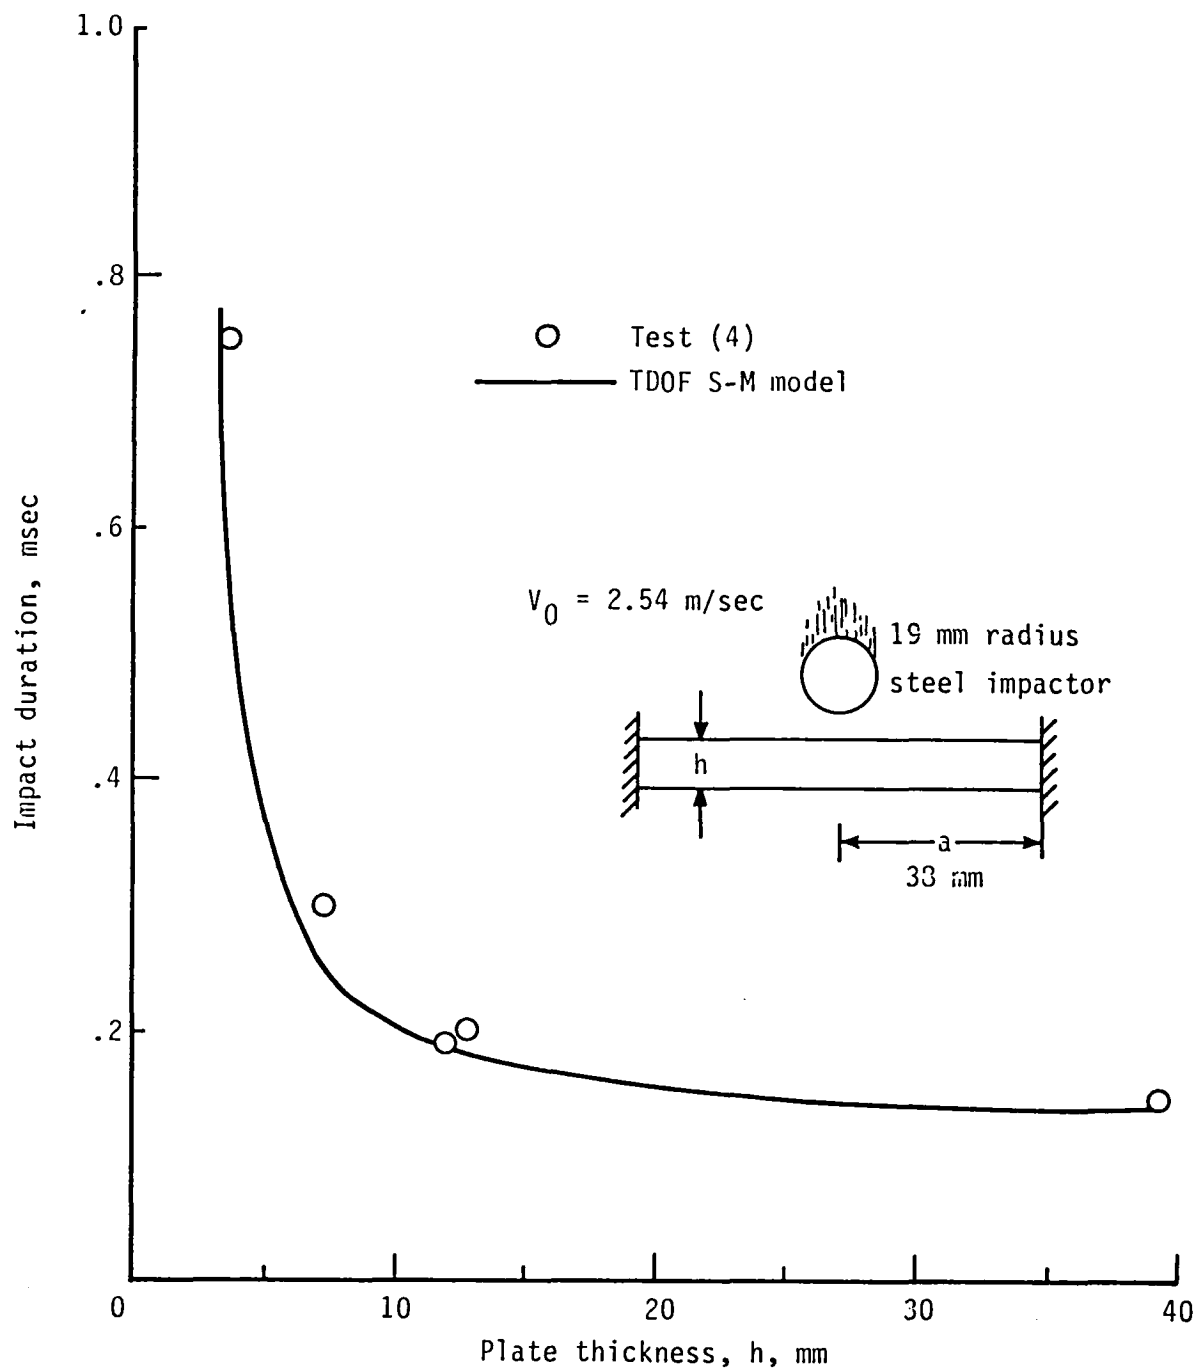 1.0
.8
Test (4)
TDOF S-M model
.6
Impact duration, msec
V0 = 2.54 m/sec
19 mm radius
steel impactor
h
.4
a
38 mm
.2
0 10 20 30 40
Plate thickness, h, mm